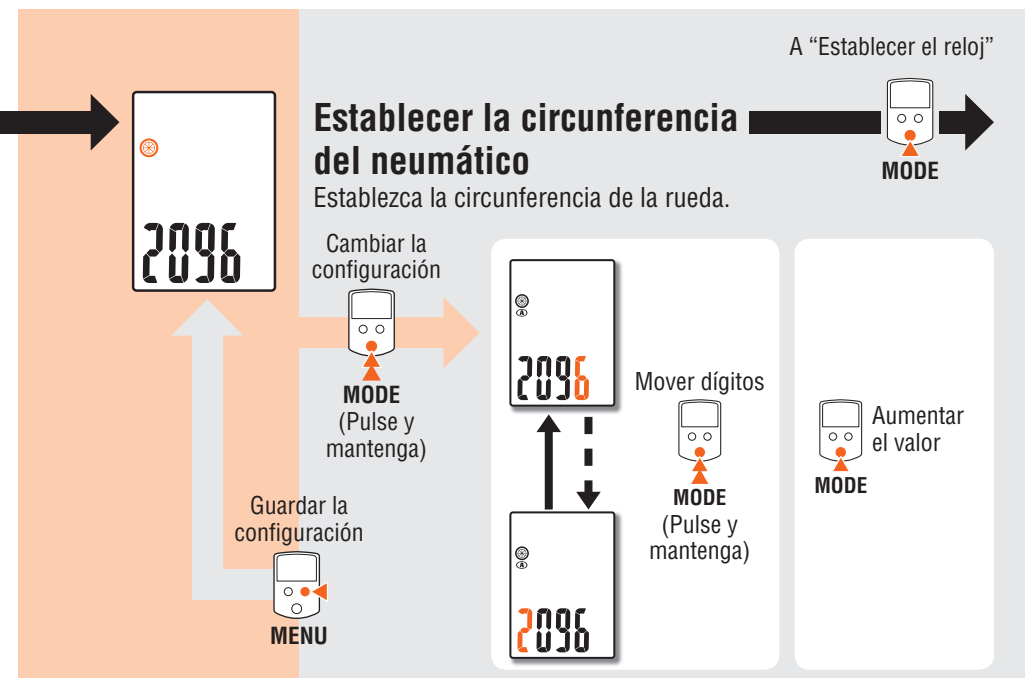 A “Establecer el reloj”
MODE
Establecer la circunferencia
del neumático
Establezca la circunferencia de la rueda.
2096
Cambiar la
configuración
MODE
(Pulse y
mantenga)
2096
Mover dígitos
MODE
(Pulse y
mantenga)
2096
Aumentar
el valor
MODE
Guardar la
configuración
MENU